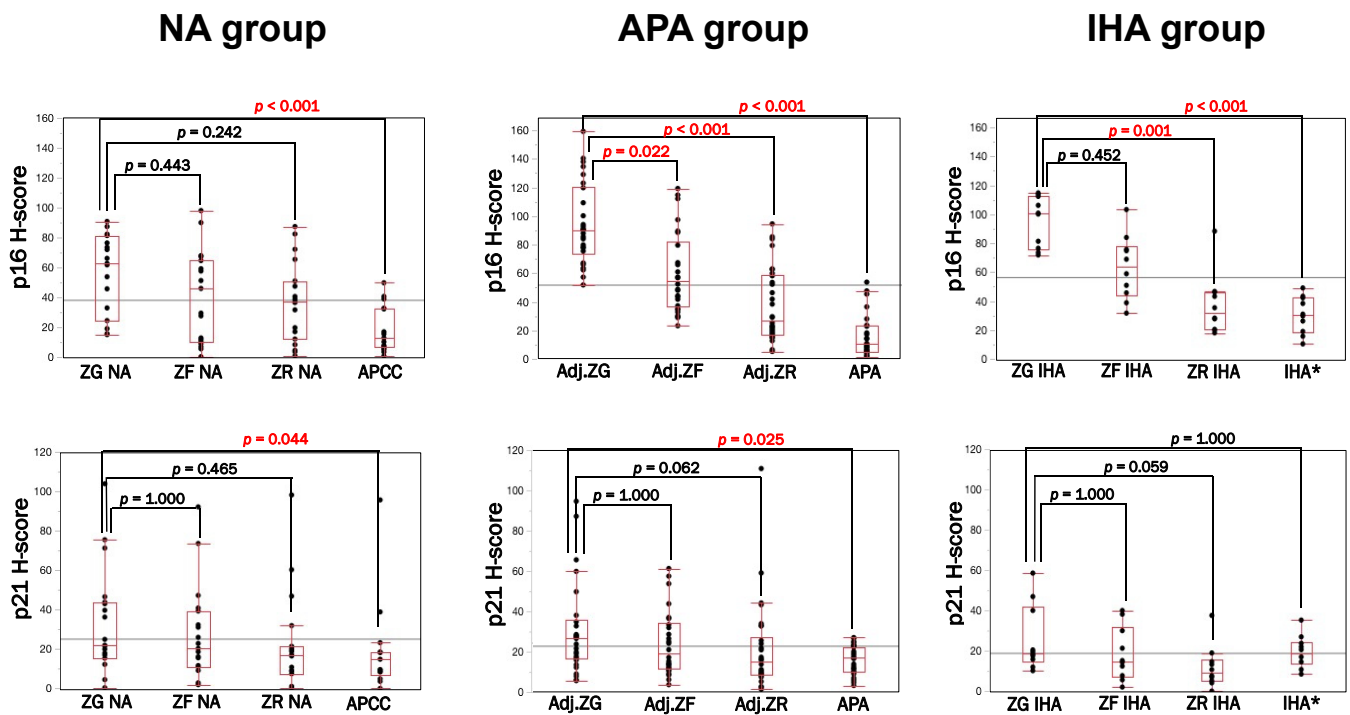 NA group
APA group
IHA group
p < 0.001
p = 0.242
p = 0.443
p16 H-score
160
140
120
100
80
60
40
20
0
ZG NA ZF NA ZR NA APCC
p < 0.001
p < 0.001
p = 0.022
p16 H-score
160
140
120
100
80
60
40
20
0
Adj.ZG Adj.ZF Adj.ZR APA
p < 0.001
p = 0.001
p = 0.452
p16 H-score
160
140
120
100
80
60
40
20
0
ZG IHA ZF IHA ZR IHA IHA*
p = 0.044
p = 0.465
p = 1.000
p21 H-score
120
100
80
60
40
20
0
ZG NA ZF NA ZR NA APCC
p = 0.025
p = 0.062
p = 1.000
p21 H-score
120
100
80
60
40
20
0
Adj.ZG Adj.ZF Adj.ZR APA
p = 1.000
p = 0.059
p = 1.000
p21 H-score
120
100
80
60
40
20
0
ZG IHA ZF IHA ZR IHA IHA*